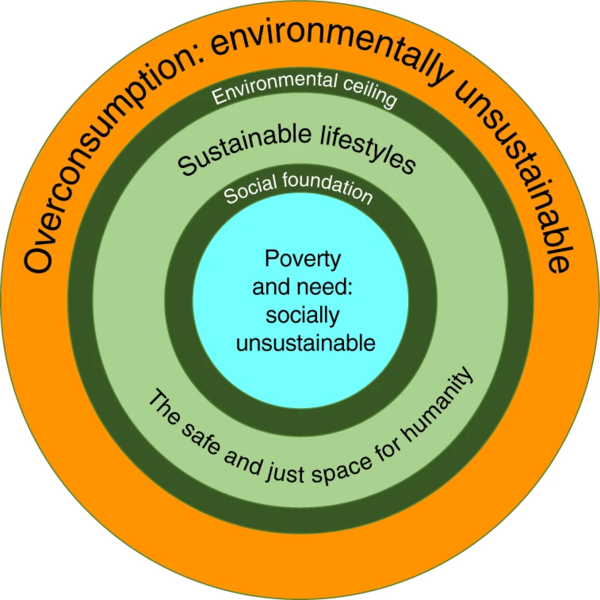 Overconsumption: environmentally unsustainable
Environmental ceiling
Sustainable lifestyles
Social foundation
Poverty
and need:
socially
unsustainable
The safe and just space for humanity